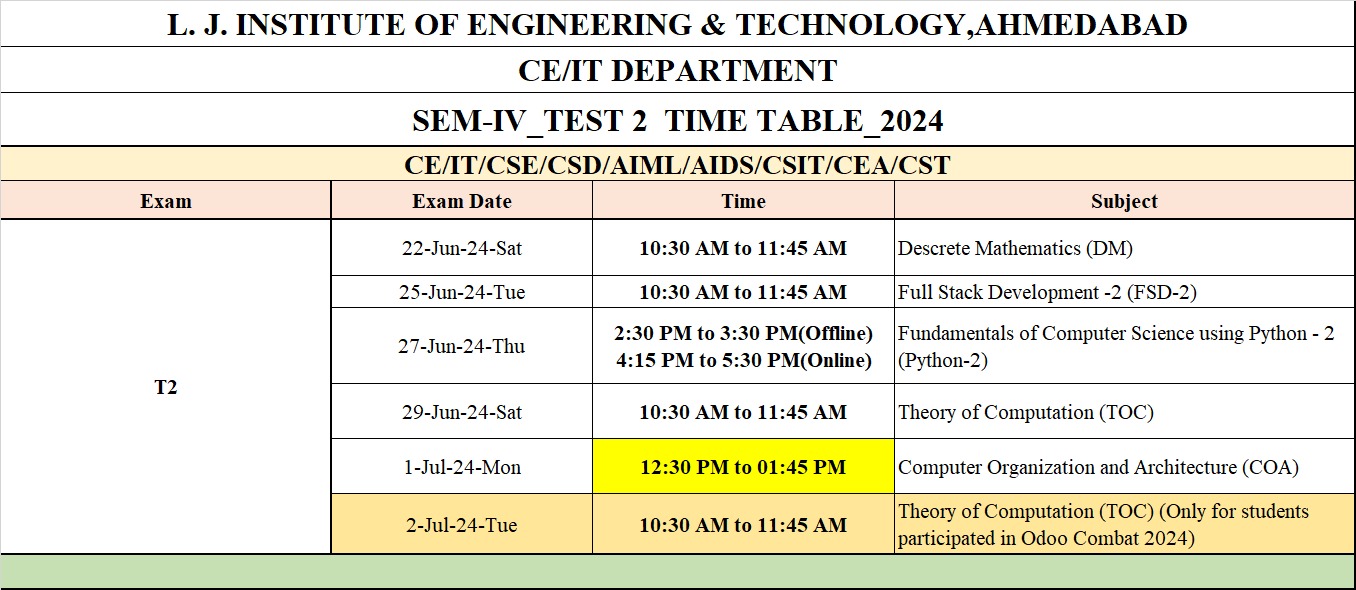 L. J. INSTITUTE OF ENGINEERING & TECHNOLOGY,AHMEDABAD
CE/IT DEPARTMENT
SEM-IV_TEST 2 TIME TABLE_2024
CE/IT/CSE/CSD/AIML/AIDS/CSIT/CEA/CST
Exam Exam Date Time Subject
T2
22-Jun-24-Sat 10:30 AM to 11:45 AM Descrete Mathematics (DM)
25-Jun-24-Tue 10:30 AM to 11:45 AM Full Stack Development -2 (FSD-2)
27-Jun-24-Thu
2:30 PM to 3:30 PM(Offline)
4:15 PM to 5:30 PM(Online)
Fundamentals of Computer Science using Python - 2
(Python-2)
29-Jun-24-Sat 10:30 AM to 11:45 AM Theory of Computation (TOC)
1-Jul-24-Mon 12:30 PM to 01:45 PM Computer Organization and Architecture (COA)
2-Jul-24-Tue 10:30 AM to 11:45 AM
Theory of Computation (TOC) (Only for students
participated in Odoo Combat 2024)